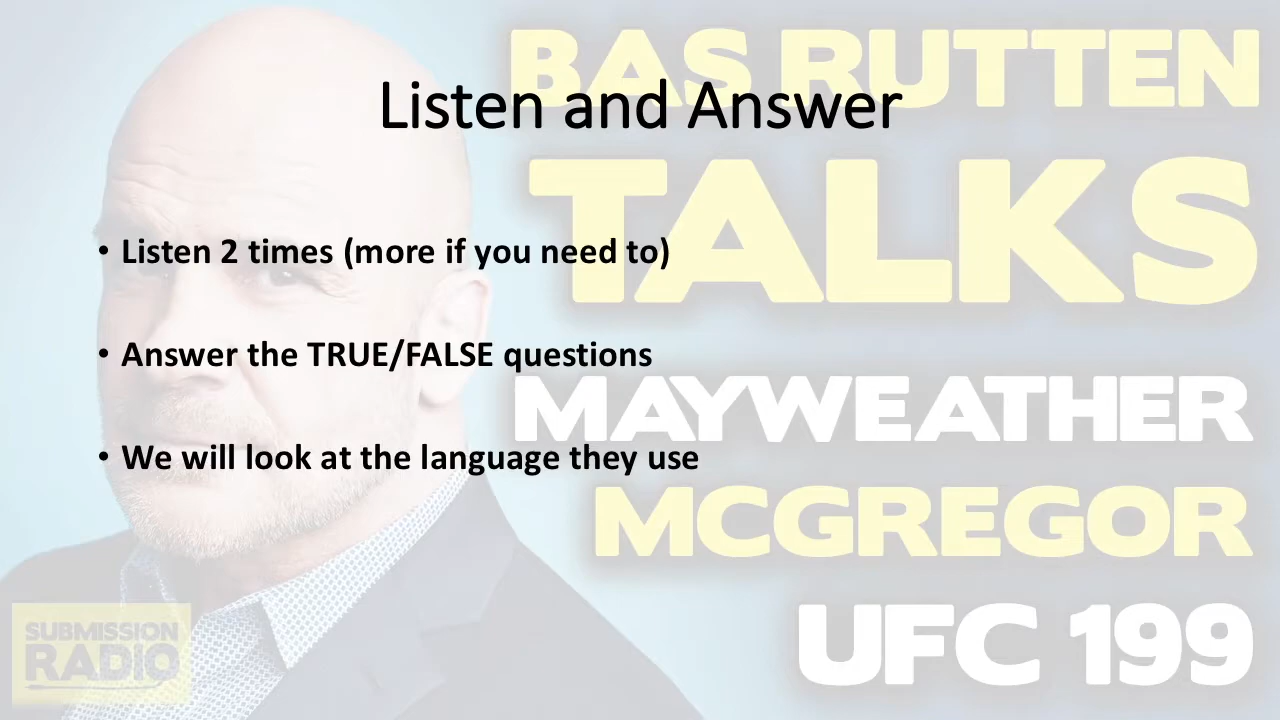 BAS RUTTEN
Listen and Answer
TALKS
• Listen 2 times (more if you need to)
• Answer the TRUE/FALSE questions
MAYWEATHER
• We will look at the language they use
MCGREGOR
UFC 199
SUBMISSION
RADIO